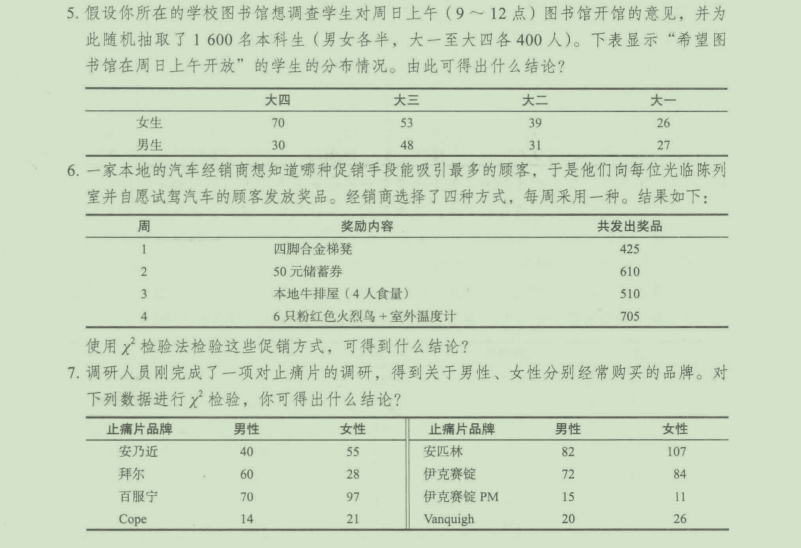 5. 假设你所在的学校图书馆想调查学生对周日上午(9～12点)图书馆开馆的意见，并为
此随机抽取了1 600名本科生(男女各半，大一至大四各400人)。下表显示“希望图
书馆在周日上午开放”的学生的分布情况。由此可得出什么结论?
大四 大三 大二 大一
女生 70 53 39 26
男生 30 48 31 27
6. 一家本地的汽车经销商想知道哪种促销手段能吸引最多的顾客，于是他们向每位光临陈列
室并自愿试驾汽车的顾客发放奖品。经销商选择了四种方式，每周采用一种。结果如下:
周 奖励内容 共发出奖品
1 四脚合金梯凳 425
2 50元储蓄券 610
3 本地牛排屋(4人食量) 510
4 6只粉红色火烈鸟+室外温度计 705
使用χ²检验法检验这些促销方式，可得到什么结论?
7. 调研人员刚完成了一项对止痛片的调研，得到关于男性、女性分别经常购买的品牌。对
下列数据进行χ²检验，你可得出什么结论?
止痛片品牌 男性 女性 止痛片品牌 男性 女性
安乃近 40 55 安匹林 82 107
拜尔 60 28 伊克赛锭 72 84
百服宁 70 97 伊克赛锭 PM 15 11
Cope 14 21 Vanquigh 20 26